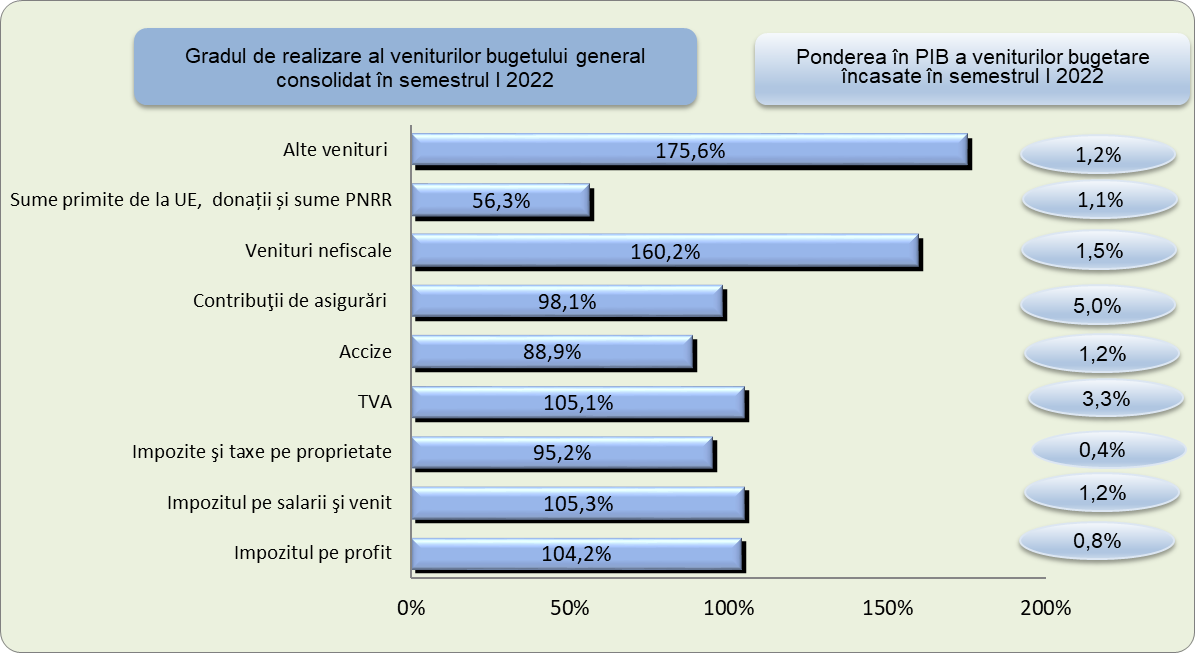 Gradul de realizare al veniturilor bugetului general
consolidat în semestrul I 2022
Ponderea în PIB a veniturilor bugetare
încasate în semestrul I 2022
Alte venituri 175,6% 1,2%
Sume primite de la UE, donații și sume PNRR 56,3% 1,1%
Venituri nefiscale 160,2% 1,5%
Contribuţii de asigurări 98,1% 5,0%
Accize 88,9% 1,2%
TVA 105,1% 3,3%
Impozite şi taxe pe proprietate 95,2% 0,4%
Impozitul pe salarii şi venit 105,3% 1,2%
Impozitul pe profit 104,2% 0,8%
0% 50% 100% 150% 200%